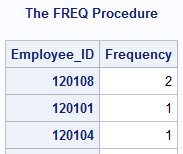 The FREQ Procedure
Employee_ID Frequency
120108 2
120101 1
120104 1